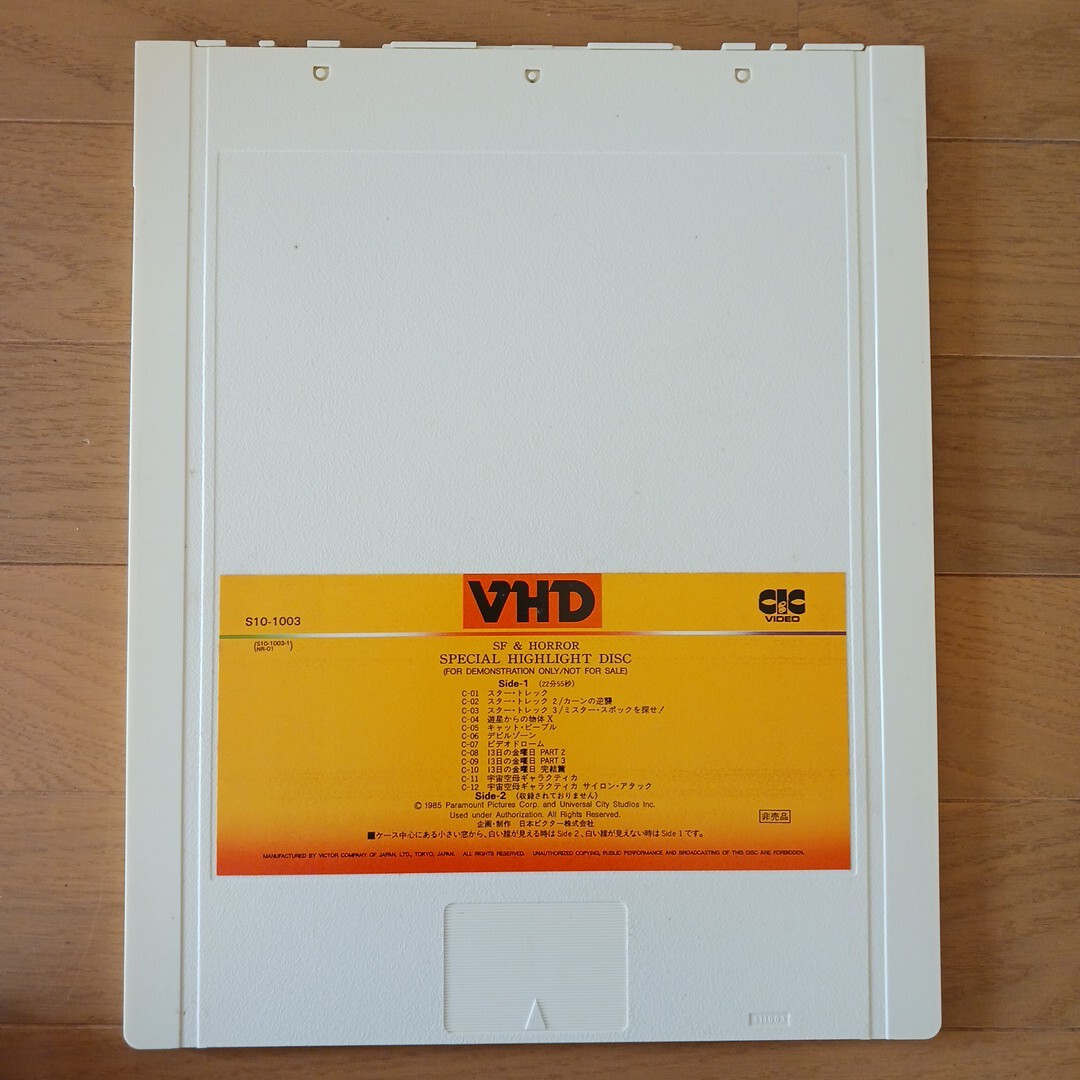 VHD
S10-1003
CIC
VIDEO
(S10-1003-1)
NR-01
SF & HORROR
SPECIAL HIGHLIGHT DISC
(FOR DEMONSTRATION ONLY/NOT FOR SALE)
Side-1 (22分55秒)
C-01 スター・トレック
C-02 スター・トレック 2/カーンの逆襲
C-03 スター・トレック 3/ミスター・スポックを探せ!
C-04 遊星からの物体X
C-05 キャット・ピープル
C-06 デビルゾーン
C-07 ビデオドローム
C-08 13日の金曜日 PART 2
C-09 13日の金曜日 PART 3
C-10 13日の金曜日 完結篇
C-11 宇宙空母ギャラクティカ
C-12 宇宙空母ギャラクティカ サイロン・アタック
Side-2 (収録されておりません)
© 1985 Paramount Pictures Corp. and Universal City Studios Inc.
Used under Authorization. All Rights Reserved.
企画・制作 日本ビクター株式会社
非売品
■ケース中心にある小さい窓から、白い線が見える時は Side 2、白い線が見えない時は Side 1 です。
MANUFACTURED BY VICTOR COMPANY OF JAPAN, LTD., TOKYO, JAPAN. ALL RIGHTS RESERVED. UNAUTHORIZED COPYING, PUBLIC PERFORMANCE AND BROADCASTING OF THIS DISC ARE FORBIDDEN.